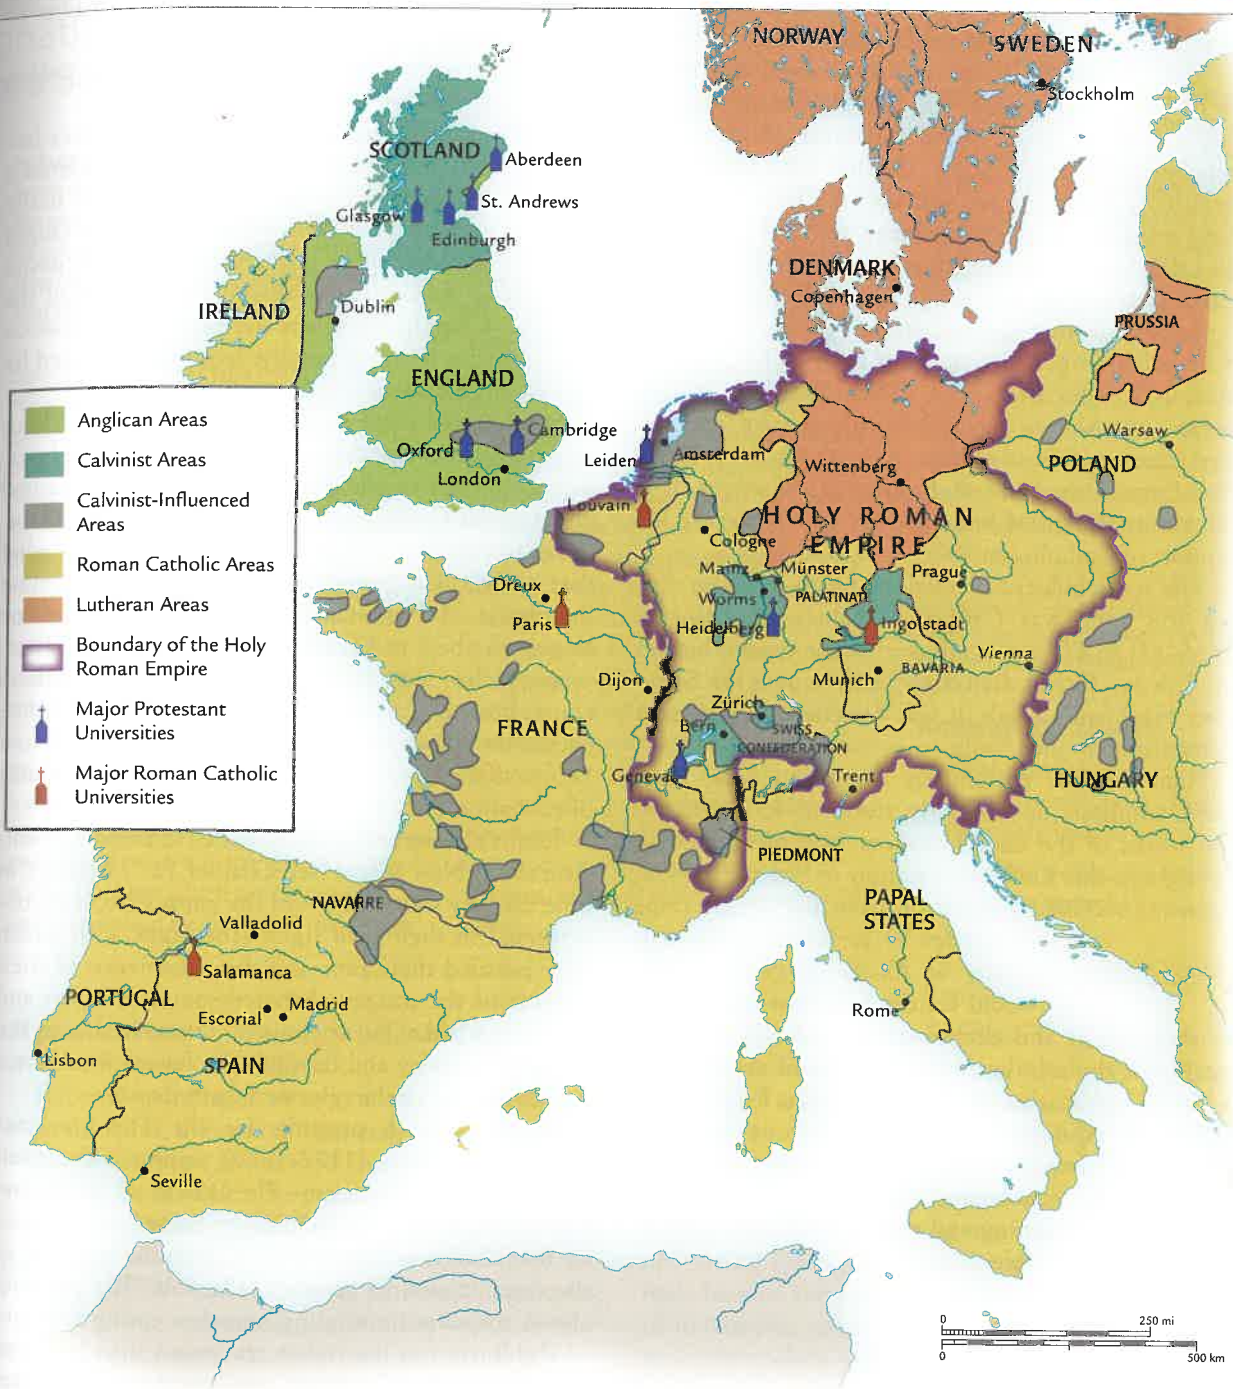 NORWAY
SWEDEN
Stockholm
SCOTLAND
Aberdeen
St. Andrews
Glasgow
Edinburgh
DENMARK
Copenhagen
IRELAND
Dublin
PRUSSIA
ENGLAND
Cambridge
Oxford
London
Leiden
Amsterdam
Warsaw
POLAND
Wittenberg
Louvain
HOLY ROMAN
EMPIRE
Cologne
Mainz
Münster
Prague
Dreux
Worms
PALATINATE
Paris
Heidelberg
Ingolstadt
Vienna
Dijon
Munich
BAVARIA
Zürich
FRANCE
Bern
SWISS
CONFEDERATION
Geneva
Trent
HUNGARY
PIEDMONT
NAVARRE
PAPAL
STATES
Valladolid
Salamanca
PORTUGAL
Escorial
Madrid
Rome
Lisbon
SPAIN
Seville
Anglican Areas
Calvinist Areas
Calvinist-Influenced
Areas
Roman Catholic Areas
Lutheran Areas
Boundary of the Holy
Roman Empire
Major Protestant
Universities
Major Roman Catholic
Universities
0
250 mi
0
500 km